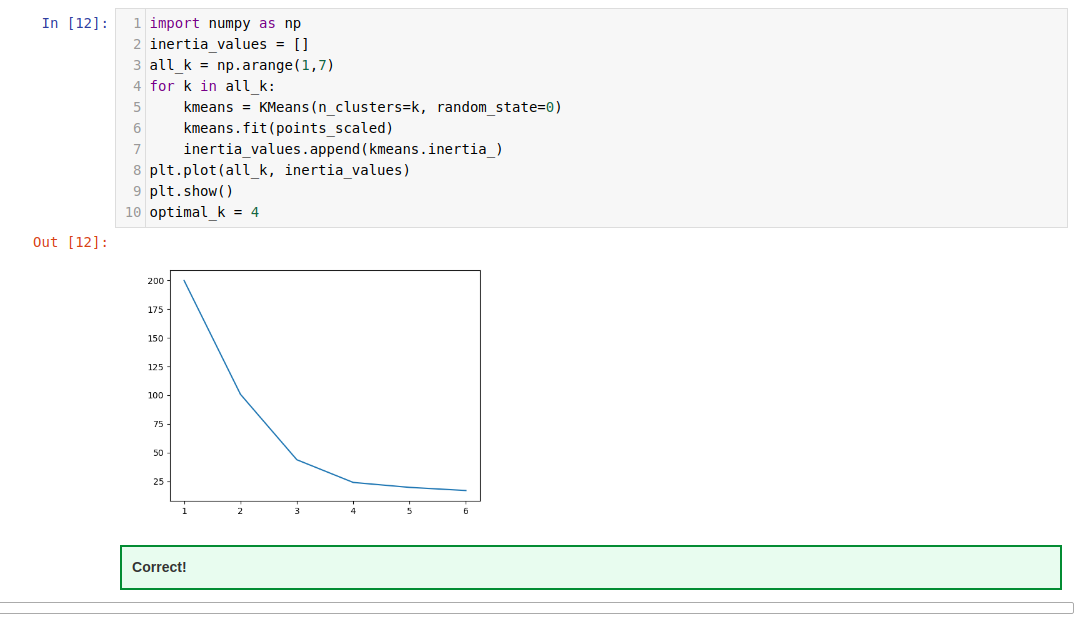 In [12]:
1 import numpy as np
2 inertia_values = []
3 all_k = np.arange(1,7)
4 for k in all_k:
5     kmeans = KMeans(n_clusters=k, random_state=0)
6     kmeans.fit(points_scaled)
7     inertia_values.append(kmeans.inertia_)
8 plt.plot(all_k, inertia_values)
9 plt.show()
10 optimal_k = 4
Out [12]:
200
175
150
125
100
75
50
25
1 2 3 4 5 6
Correct!